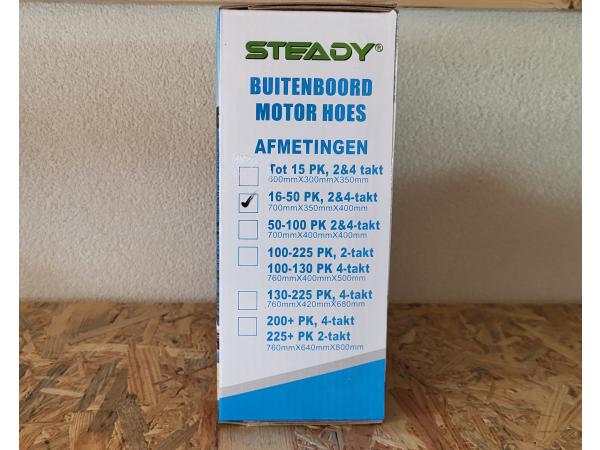 STEADY®
BUITENBOORD
MOTOR HOES
AFMETINGEN
Tot 15 PK, 2&4 takt
600mmX300mmX350mm
16-50 PK, 2&4-takt
700mmX350mmX400mm
50-100 PK 2&4-takt
700mmX400mmX400mm
100-225 PK, 2-takt
100-130 PK 4-takt
760mmX400mmX500mm
130-225 PK, 4-takt
760mmX420mmX680mm
200+ PK, 4-takt
225+ PK 2-takt
760mmX640mmX800mm